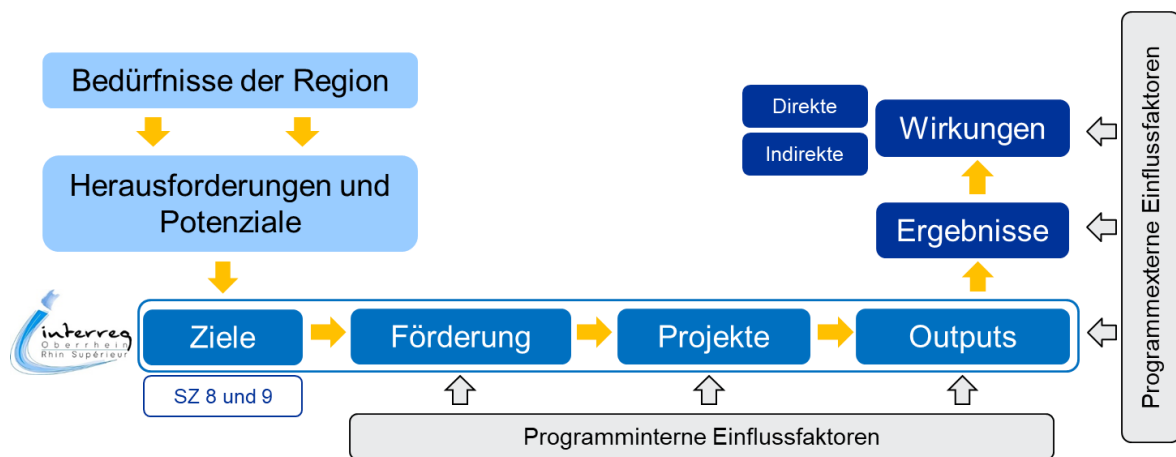 Bedürfnisse der Region
Herausforderungen und
Potenziale
interreg
Oberrhein
Rhin Supérieur
Ziele
Förderung
Projekte
Outputs
SZ 8 und 9
Programminterne Einflussfaktoren
Direkte
Indirekte
Wirkungen
Ergebnisse
Programmexterne Einflussfaktoren